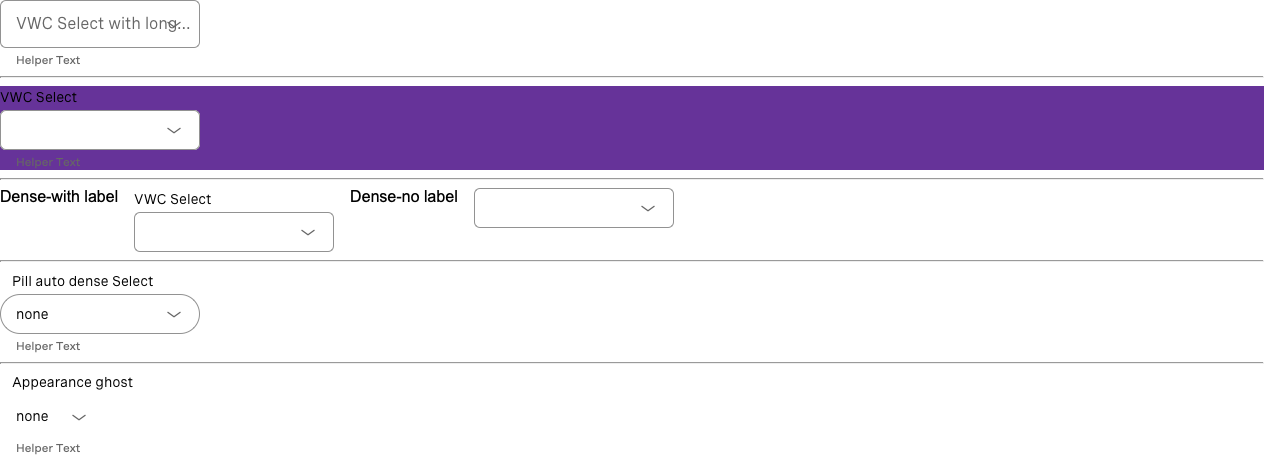 VWC Select with long...
Helper Text
VWC Select
Helper Text
Dense-with label VWC Select Dense-no label
Pill auto dense Select
none
Helper Text
Appearance ghost
none
Helper Text